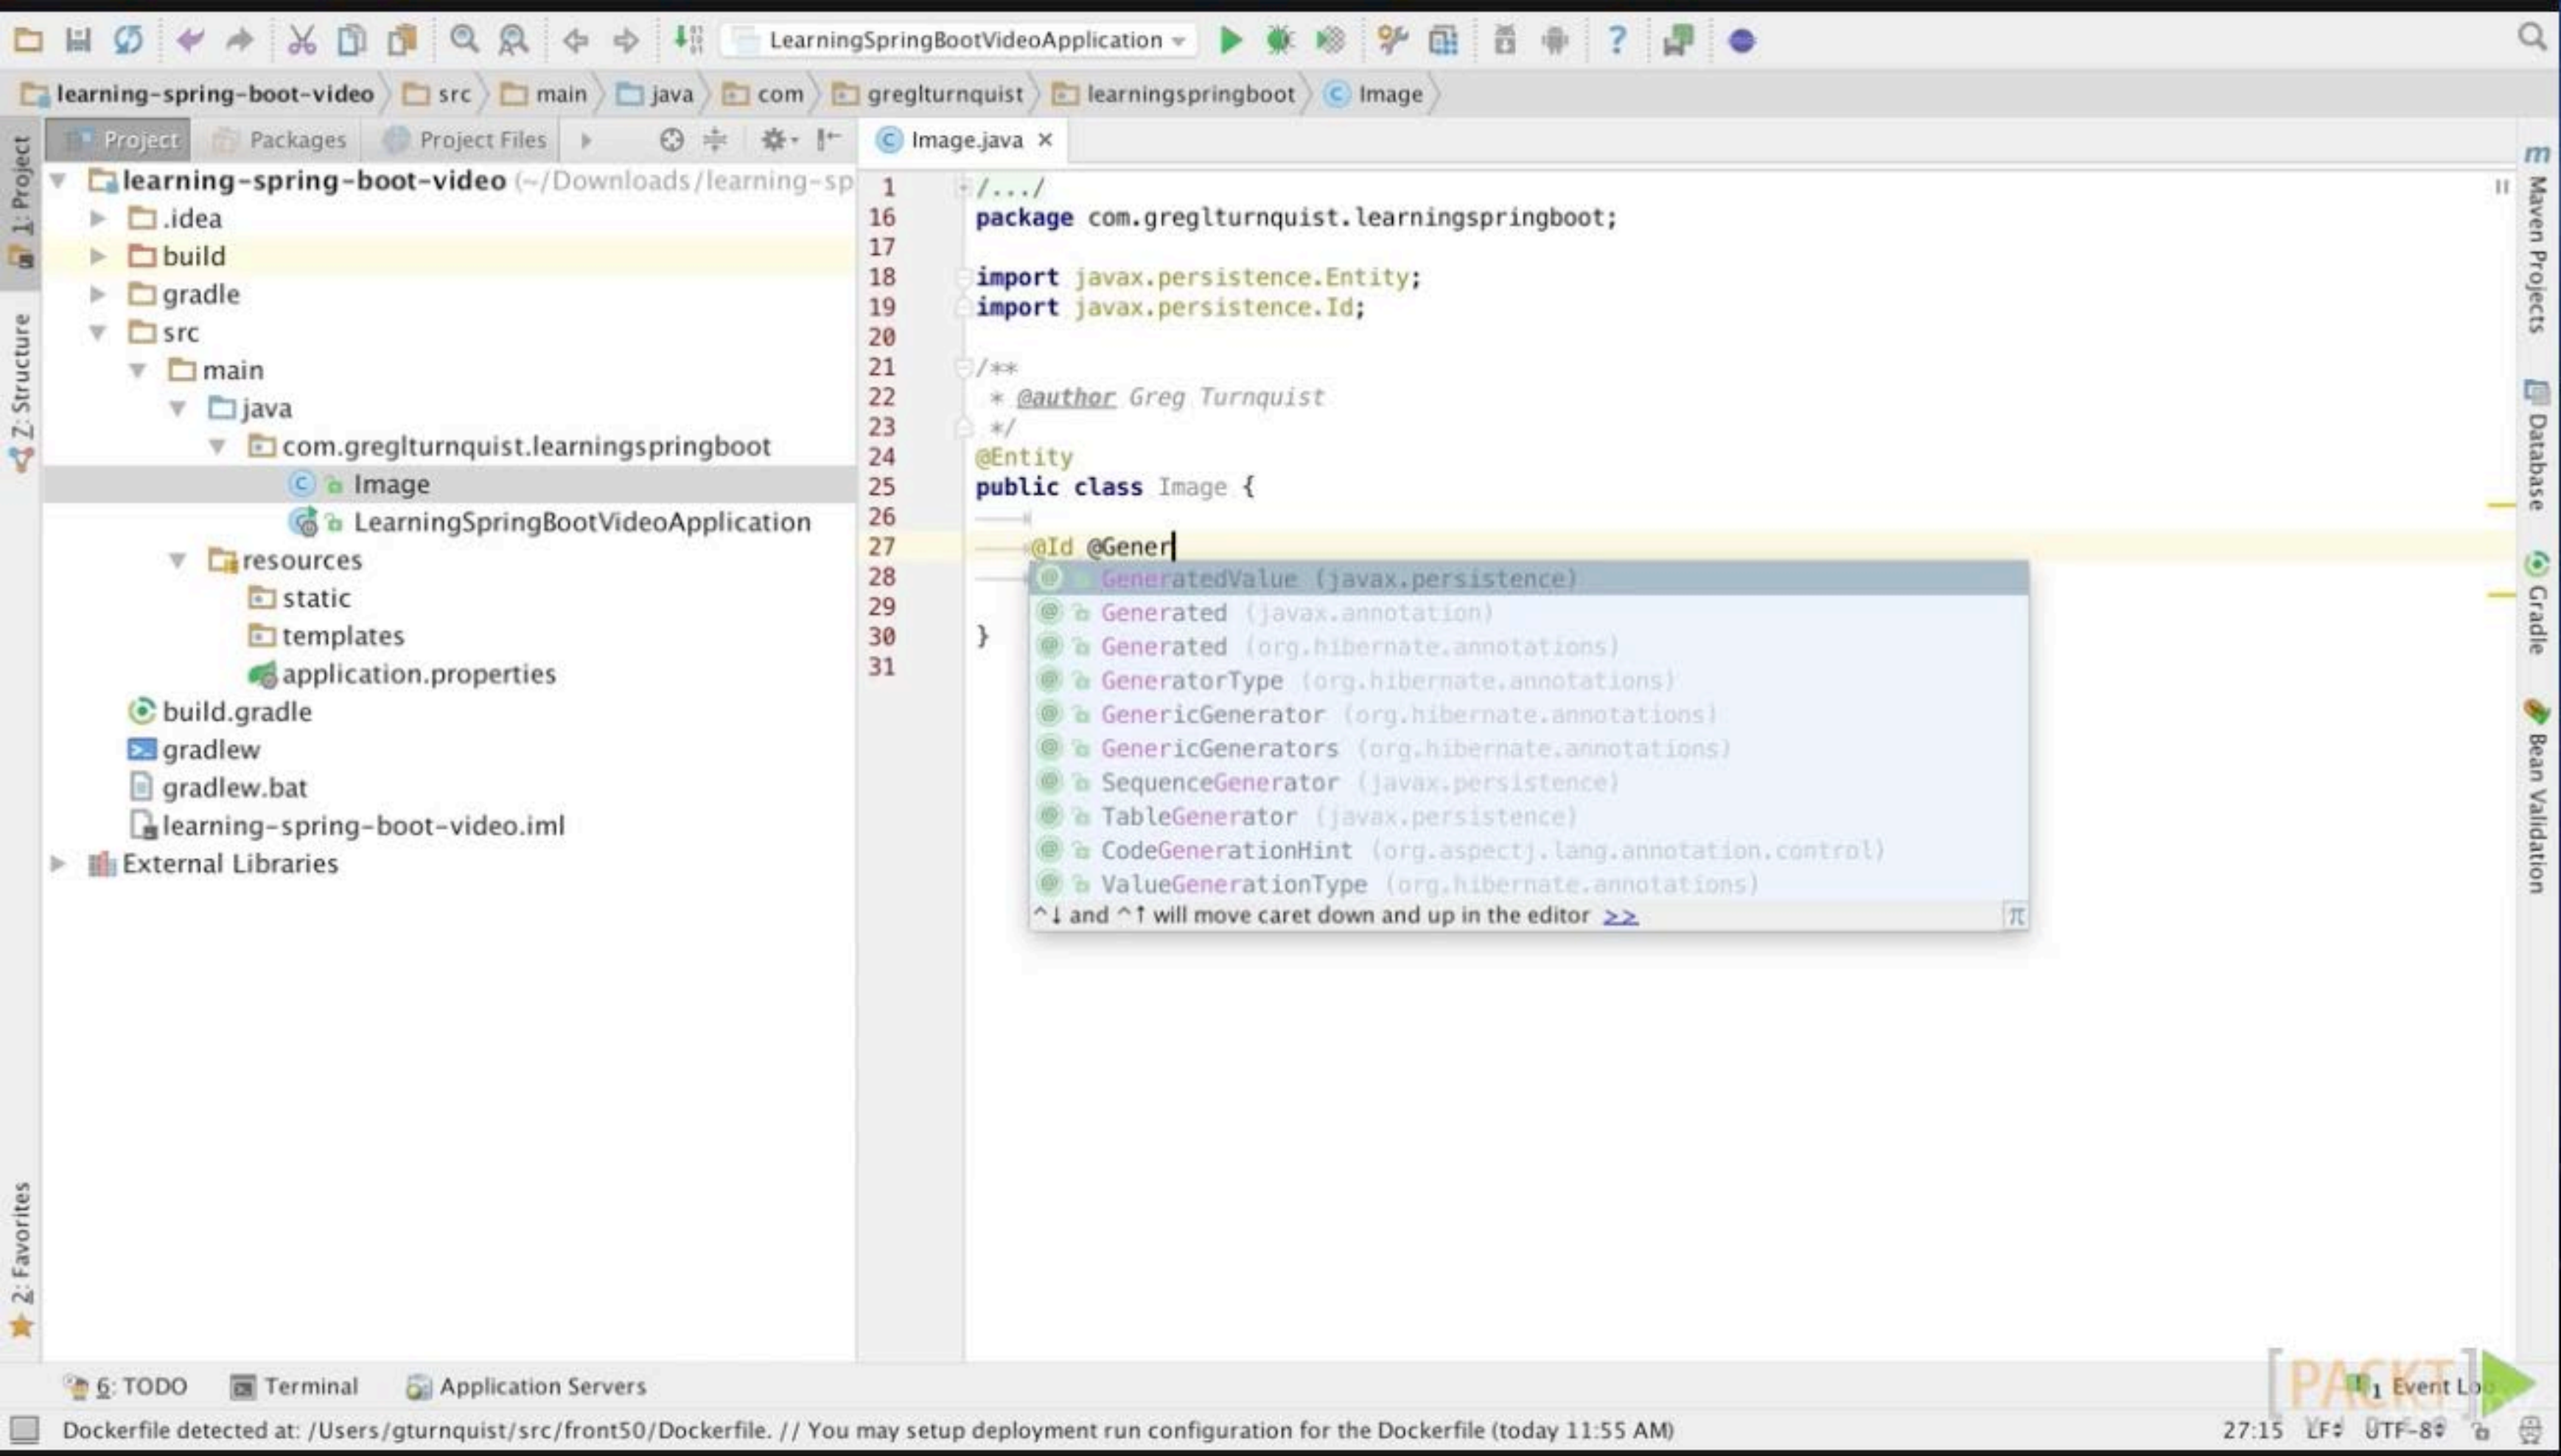 LearningSpringBootVideoApplication
learning-spring-boot-video src main java com greglturnquist learningspringboot Image
Project Packages Project Files
Image.java
1: Project
Z: Structure
2: Favorites
learning-spring-boot-video (~/Downloads/learning-sp
.idea
build
gradle
src
main
java
com.greglturnquist.learningspringboot
Image
LearningSpringBootVideoApplication
resources
static
templates
application.properties
build.gradle
gradlew
gradlew.bat
learning-spring-boot-video.iml
External Libraries
1 /.../
16 package com.greglturnquist.learningspringboot;
17
18 import javax.persistence.Entity;
19 import javax.persistence.Id;
20
21 /**
22 * @author Greg Turnquist
23 */
24 @Entity
25 public class Image {
26
27 @Id @Gener
28
29
30 }
31
GeneratedValue (javax.persistence)
Generated (javax.annotation)
Generated (org.hibernate.annotations)
GeneratorType (org.hibernate.annotations)
GenericGenerator (org.hibernate.annotations)
GenericGenerators (org.hibernate.annotations)
SequenceGenerator (javax.persistence)
TableGenerator (javax.persistence)
CodeGenerationHint (org.aspectj.lang.annotation.control)
ValueGenerationType (org.hibernate.annotations)
^↓ and ^↑ will move caret down and up in the editor >> π
Maven Projects
Database
Gradle
Bean Validation
6: TODO Terminal Application Servers
1 Event Lo
[PACKT]
Dockerfile detected at: /Users/gturnquist/src/front50/Dockerfile. // You may setup deployment run configuration for the Dockerfile (today 11:55 AM)
27:15 LF UTF-8